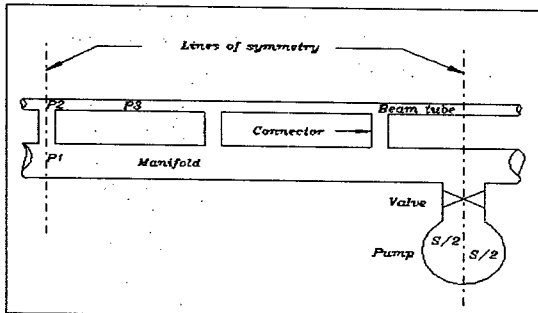 Lines of symmetry
P2
P3
Beam tube
Connector
P1
Manifold
Valve
S/2
S/2
Pump